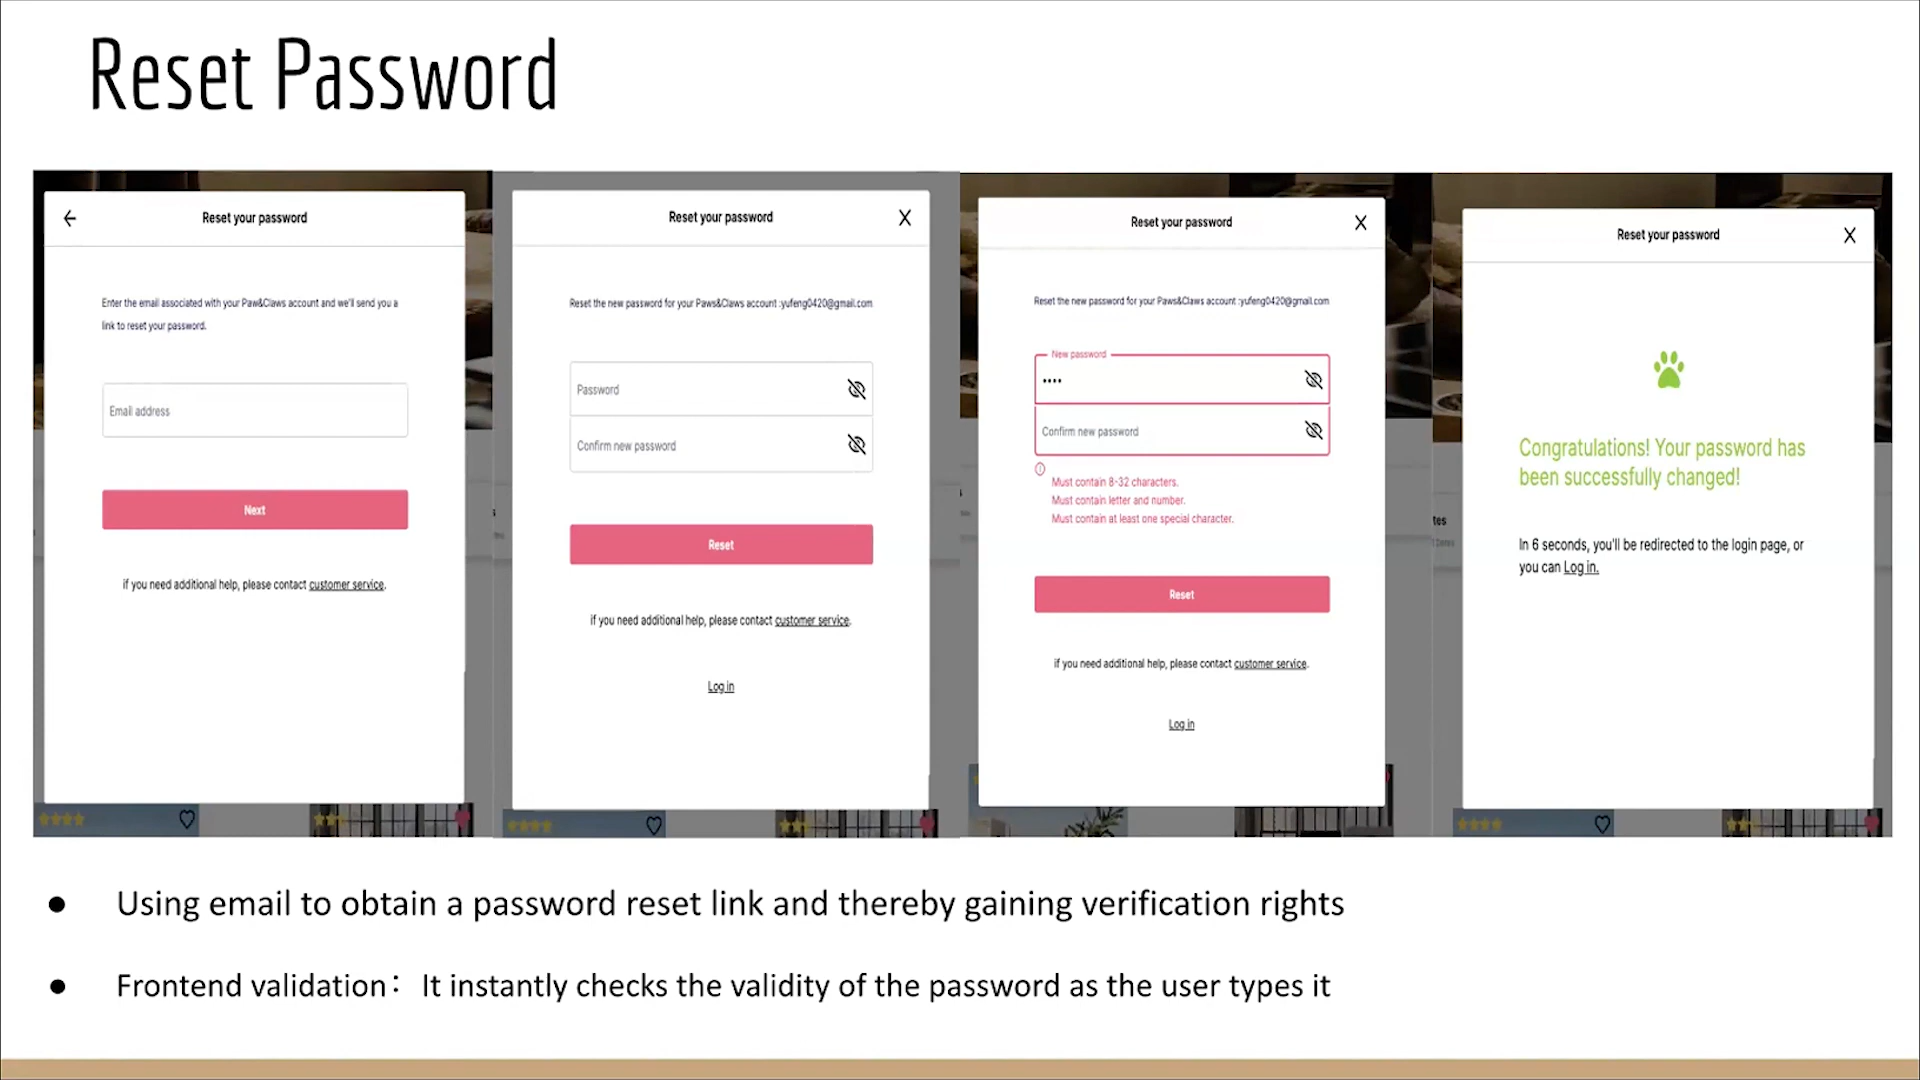 Reset Password
Reset your password
Enter the email associated with your Paw&Claws account and we'll send you a
link to reset your password.
Email address
Next
if you need additional help, please contact customer service.
Reset your password
X
Reset the new password for your Paws&Claws account :yufeng0420@gmail.com
Password
Confirm new password
Reset
if you need additional help, please contact customer service.
Log in
Reset your password
X
Reset the new password for your Paws&Claws account :yufeng0420@gmail.com
New password
Confirm new password
Must contain 8-32 characters.
Must contain letter and number.
Must contain at least one special character.
Reset
if you need additional help, please contact customer service.
Log in
Reset your password
X
Congratulations! Your password has
been successfully changed!
In 6 seconds, you'll be redirected to the login page, or
you can Log in.
● Using email to obtain a password reset link and thereby gaining verification rights
● Frontend validation： It instantly checks the validity of the password as the user types it